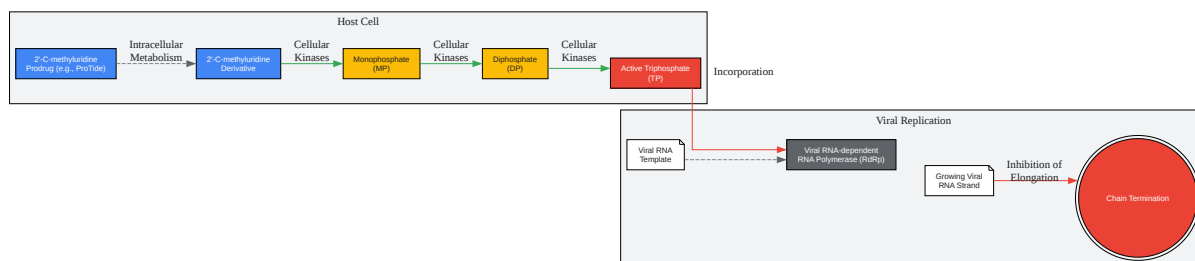 Host Cell
2'-C-methyluridine
Prodrug (e.g., ProTide)
Intracellular
Metabolism
2'-C-methyluridine
Derivative
Cellular
Kinases
Monophosphate
(MP)
Cellular
Kinases
Diphosphate
(DP)
Cellular
Kinases
Active Triphosphate
(TP)
Incorporation
Viral Replication
Viral RNA
Template
Viral RNA-dependent
RNA Polymerase (RdRp)
Growing Viral
RNA Strand
Inhibition of
Elongation
Chain Termination